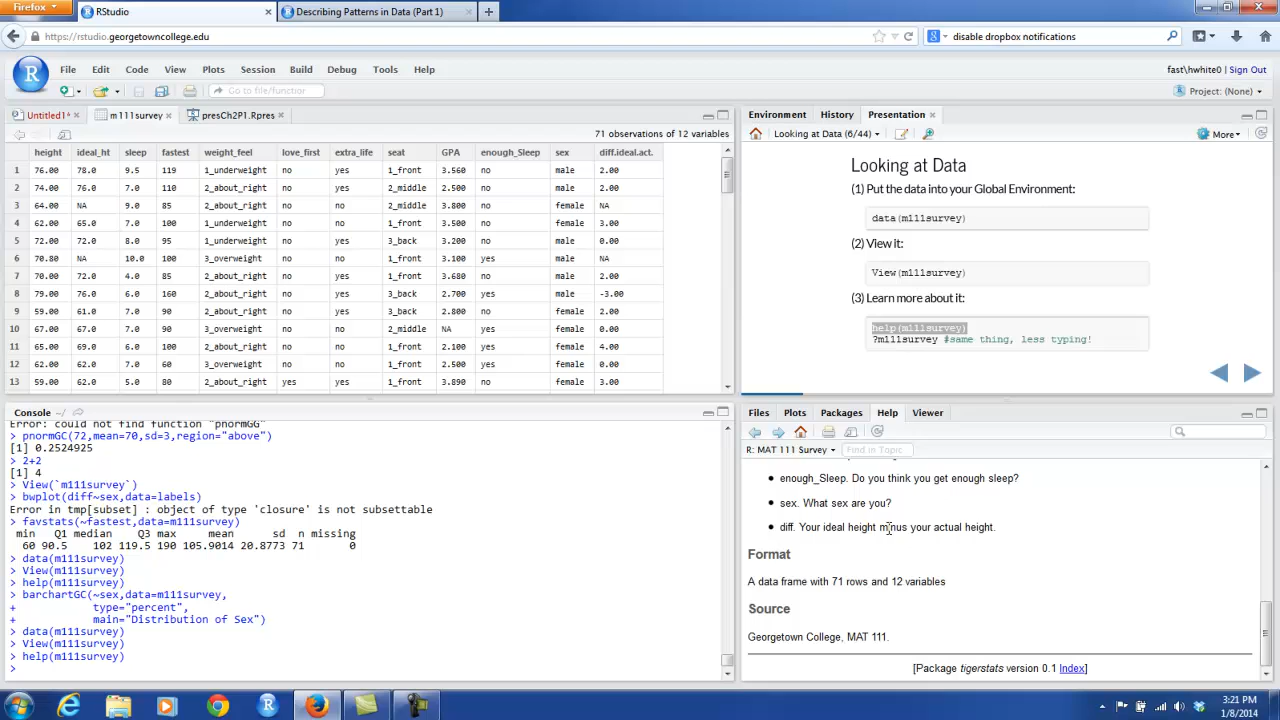 Firefox
RStudio ×
Describing Patterns in Data (Part 1) ×
+
https://rstudio.georgetowncollege.edu
disable dropbox notifications
File Edit Code View Plots Session Build Debug Tools Help
fast\hwhite0 | Sign Out
Go to file/function
Project: (None)
Untitled1* × m111survey × presCh2P1.Rpres ×
71 observations of 12 variables
height ideal_ht sleep fastest weight_feel love_first extra_life seat GPA enough_Sleep sex diff.ideal.act.
1 76.00 78.0 9.5 119 1_underweight no yes 1_front 3.560 no male 2.00
2 74.00 76.0 7.0 110 2_about_right no yes 2_middle 2.500 no male 2.00
3 64.00 NA 9.0 85 2_about_right no no 2_middle 3.800 no female NA
4 62.00 65.0 7.0 100 1_underweight no no 1_front 3.500 no female 3.00
5 72.00 72.0 8.0 95 1_underweight no yes 3_back 3.200 no male 0.00
6 70.80 NA 10.0 100 3_overweight no no 1_front 3.100 yes male NA
7 70.00 72.0 4.0 85 2_about_right no yes 1_front 3.680 no male 2.00
8 79.00 76.0 6.0 160 2_about_right no yes 3_back 2.700 yes male -3.00
9 59.00 61.0 7.0 90 2_about_right no yes 3_back 2.800 no female 2.00
10 67.00 67.0 7.0 90 3_overweight no no 2_middle NA yes female 0.00
11 65.00 69.0 6.0 100 2_about_right no no 1_front 2.100 yes female 4.00
12 62.00 62.0 7.0 60 3_overweight no no 1_front 2.500 yes female 0.00
13 59.00 62.0 5.0 80 2_about_right yes yes 1_front 3.890 no female 3.00
Environment History Presentation ×
Looking at Data (6/44)
More
Looking at Data
(1) Put the data into your Global Environment:
data(m111survey)
(2) View it:
View(m111survey)
(3) Learn more about it:
help(m111survey)
?m111survey #same thing, less typing!
Console ~/
Error: could not find function "pnormGG"
> pnormGC(72,mean=70,sd=3,region="above")
[1] 0.2524925
> 2+2
[1] 4
> View(`m111survey`)
> bwplot(diff~sex,data=labels)
Error in tmp[subset] : object of type 'closure' is not subsettable
> favstats(~fastest,data=m111survey)
min Q1 median Q3 max mean sd n missing
60 90.5 102 119.5 190 105.9014 20.8773 71 0
> data(m111survey)
> View(m111survey)
> help(m111survey)
> barchartGC(~sex,data=m111survey,
+ type="percent",
+ main="Distribution of Sex")
> data(m111survey)
> View(m111survey)
> help(m111survey)
>
Files Plots Packages Help Viewer
R: MAT 111 Survey
Find in Topic
• enough_Sleep. Do you think you get enough sleep?
• sex. What sex are you?
• diff. Your ideal height minus your actual height.
Format
A data frame with 71 rows and 12 variables
Source
Georgetown College, MAT 111.
[Package tigerstats version 0.1 Index]
3:21 PM
1/8/2014